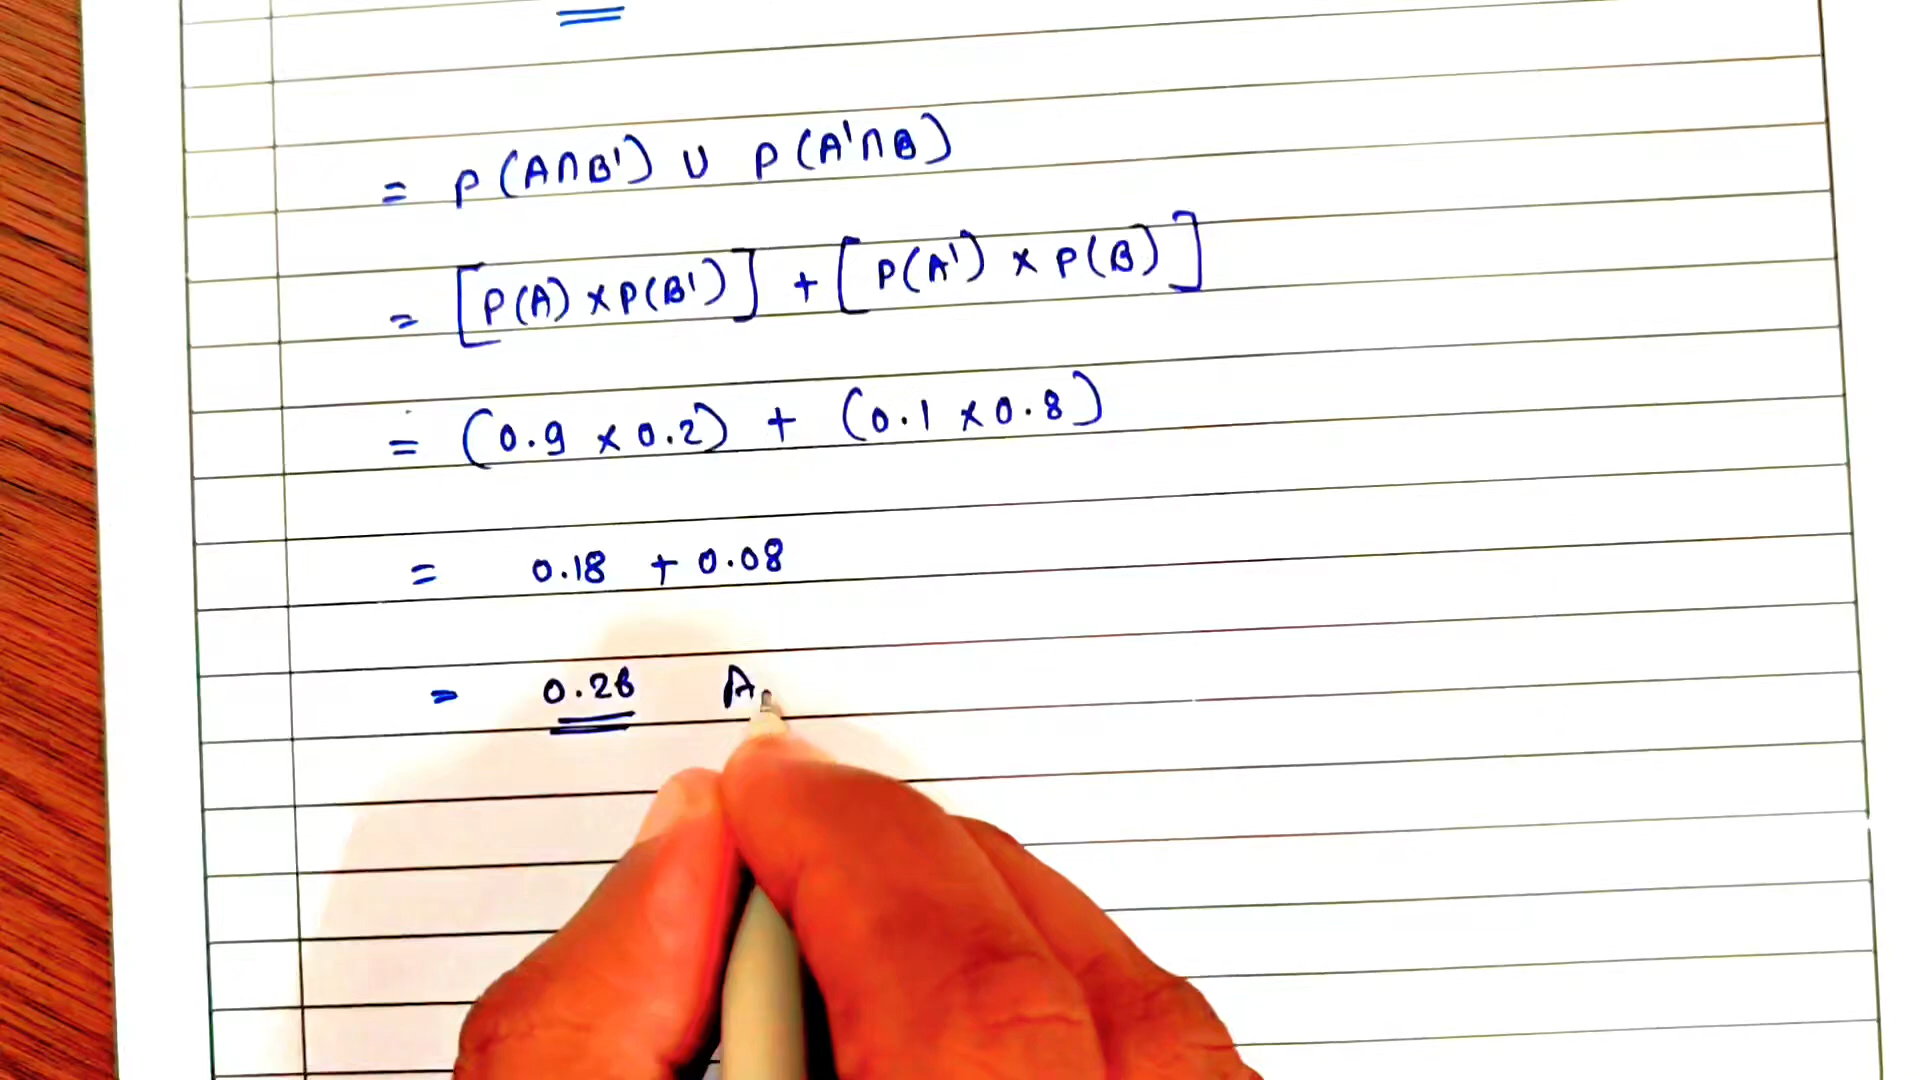 = P(A∩B') ∪ P(A'∩B)
= [P(A)×P(B')] + [P(A') × P(B)]
= (0.9 × 0.2) + (0.1 × 0.8)
= 0.18 + 0.08
= 0.26 A